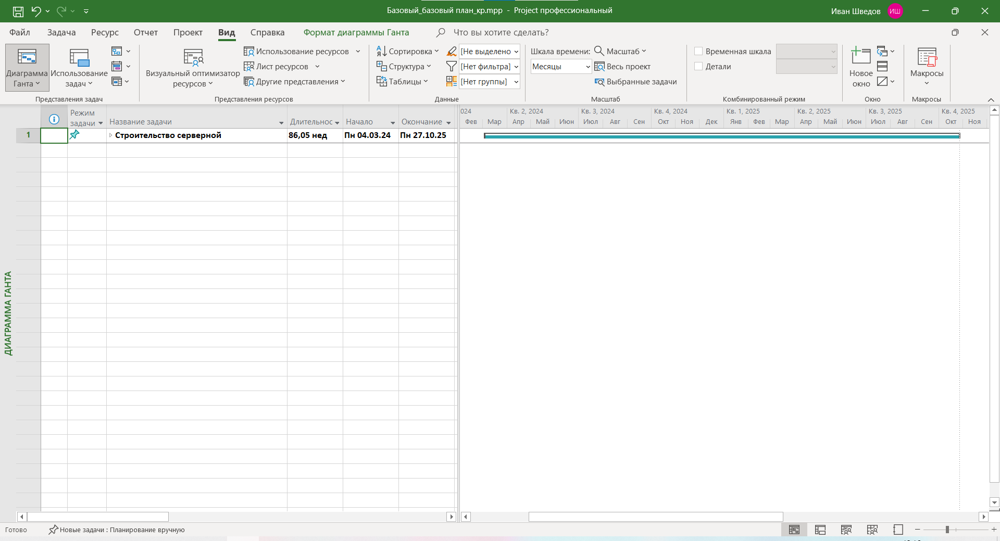 Базовый_базовый план_кр.mpp - Project профессиональный
Иван Шведов ИШ
Файл Задача Ресурс Отчет Проект Вид Справка Формат диаграммы Ганта Что вы хотите сделать?
Диаграмма Ганта
Использование задач
Представления задач
Визуальный оптимизатор ресурсов
Использование ресурсов
Лист ресурсов
Другие представления
Представления ресурсов
Сортировка
Структура
Таблицы
[Не выделено
[Нет фильтра]
[Нет группы]
Данные
Шкала времени:
Месяцы
Масштаб
Весь проект
Выбранные задачи
Масштаб
Временная шкала
Детали
Комбинированный режим
Новое окно
Окно
Макросы
Макросы
Режим задачи
Название задачи
Длительнос
Начало
Окончание
024 Кв. 2, 2024 Кв. 3, 2024 Кв. 4, 2024 Кв. 1, 2025 Кв. 2, 2025 Кв. 3, 2025 Кв. 4, 2025
Фев Мар Апр Май Июн Июл Авг Сен Окт Ноя Дек Янв Фев Мар Апр Май Июн Июл Авг Сен Окт Ноя
1 Строительство серверной 86,05 нед Пн 04.03.24 Пн 27.10.25
ДИАГРАММА ГАНТА
Готово Новые задачи : Планирование вручную